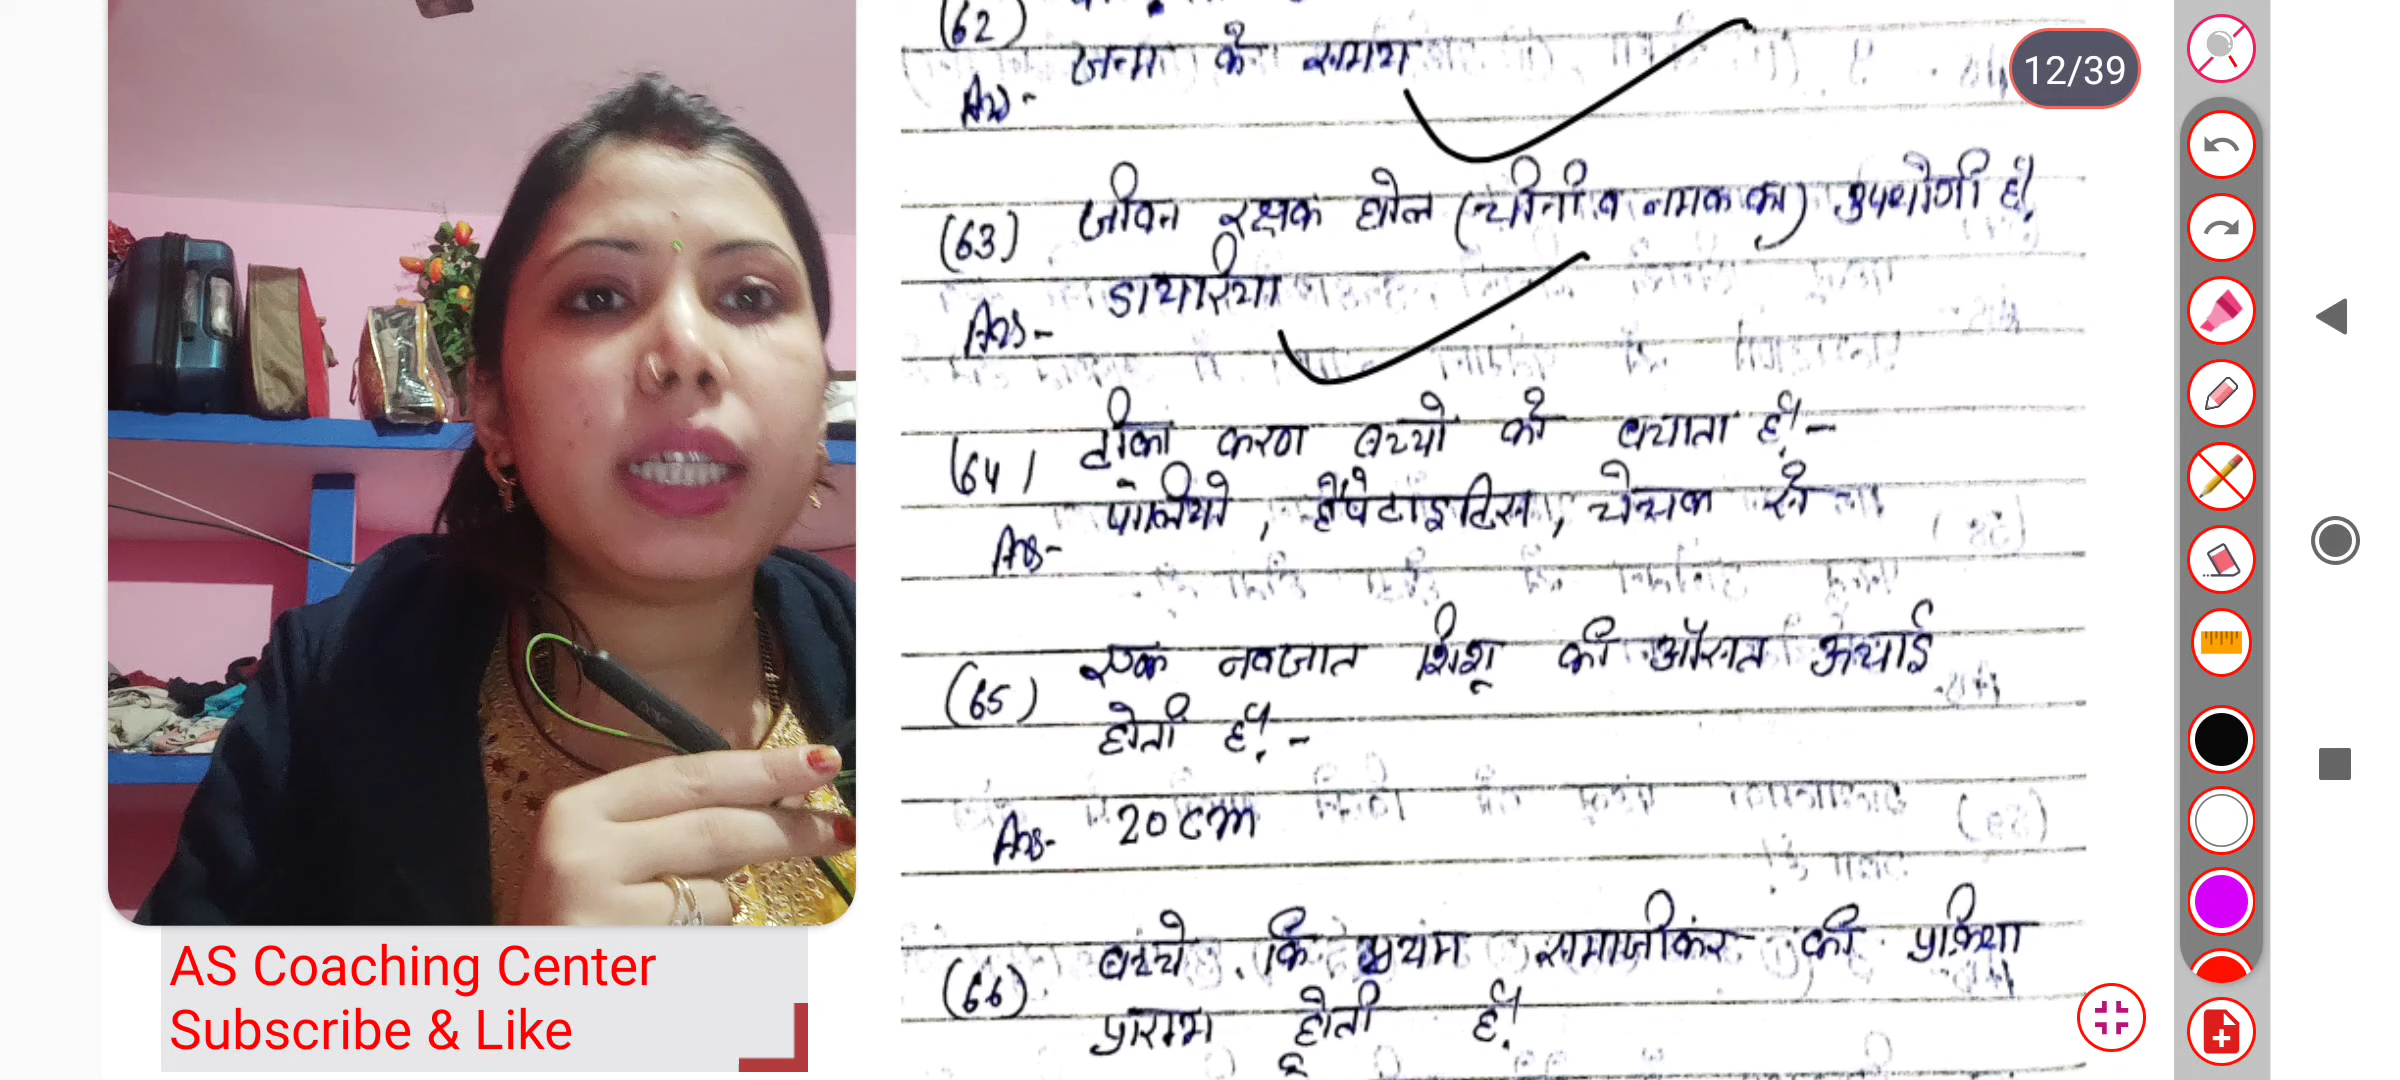 (62)
Ans- जन्म के समय
12/39
(63) जीवन रक्षक घोल (चीनी व नमक का) उपयोगी है।
Ans- डायरिया
(64) टीका करण बच्चों को बचाता है।-
Ans- पोलियो, हैपेटाइटिस, चेचक से
(65) एक नवजात शिशू की औसत ऊंचाई
होती है।-
Ans- 20 cm
(66) बच्चे कि प्रथम समाजीकर की प्रक्रिया
प्रारम्भ होती है।
AS Coaching Center
Subscribe & Like